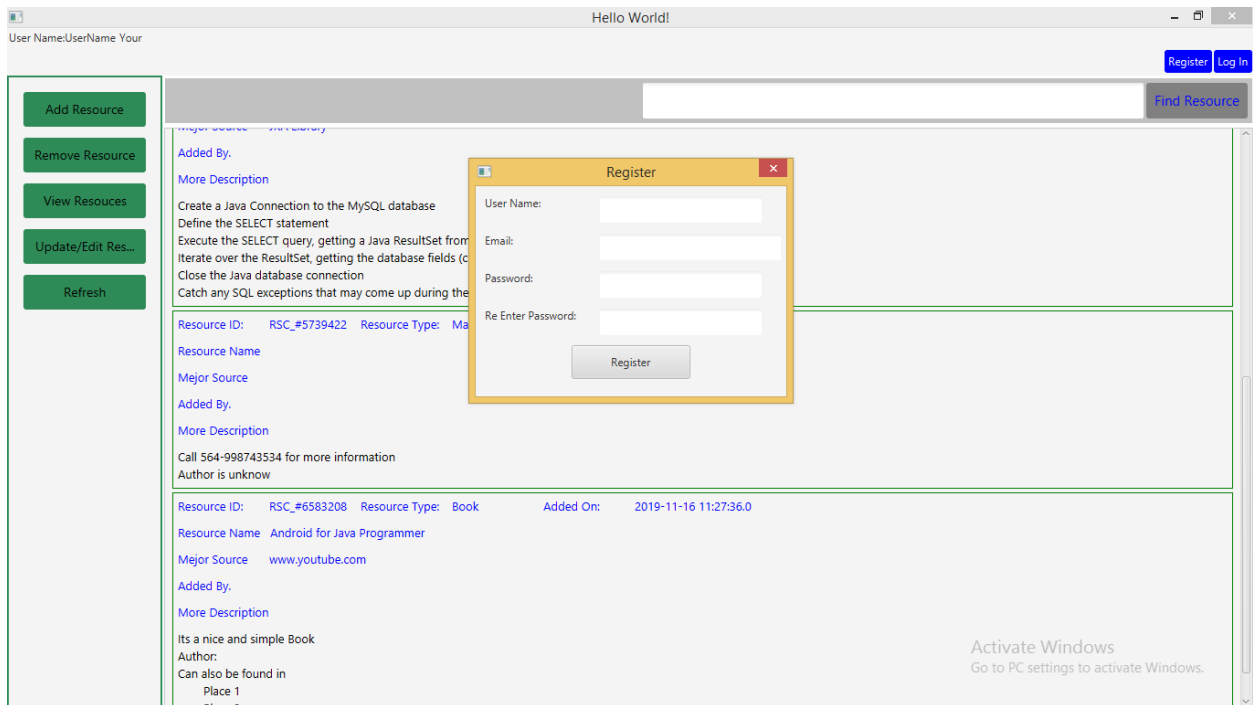 Hello World!
User Name:UserName Your
Register Log In
Add Resource
Remove Resource
View Resouces
Update/Edit Res...
Refresh
Find Resource
Mejor Source JKA Library
Added By.
More Description
Create a Java Connection to the MySQL database
Define the SELECT statement
Execute the SELECT query, getting a Java ResultSet from
Iterate over the ResultSet, getting the database fields (c
Close the Java database connection
Catch any SQL exceptions that may come up during the
Register
User Name:
Email:
Password:
Re Enter Password:
Register
Resource ID: RSC_#5739422 Resource Type: Ma
Resource Name
Mejor Source
Added By.
More Description
Call 564-998743534 for more information
Author is unknow
Resource ID: RSC_#6583208 Resource Type: Book Added On: 2019-11-16 11:27:36.0
Resource Name Android for Java Programmer
Mejor Source www.youtube.com
Added By.
More Description
Its a nice and simple Book
Author:
Can also be found in
Place 1
Activate Windows
Go to PC settings to activate Windows.